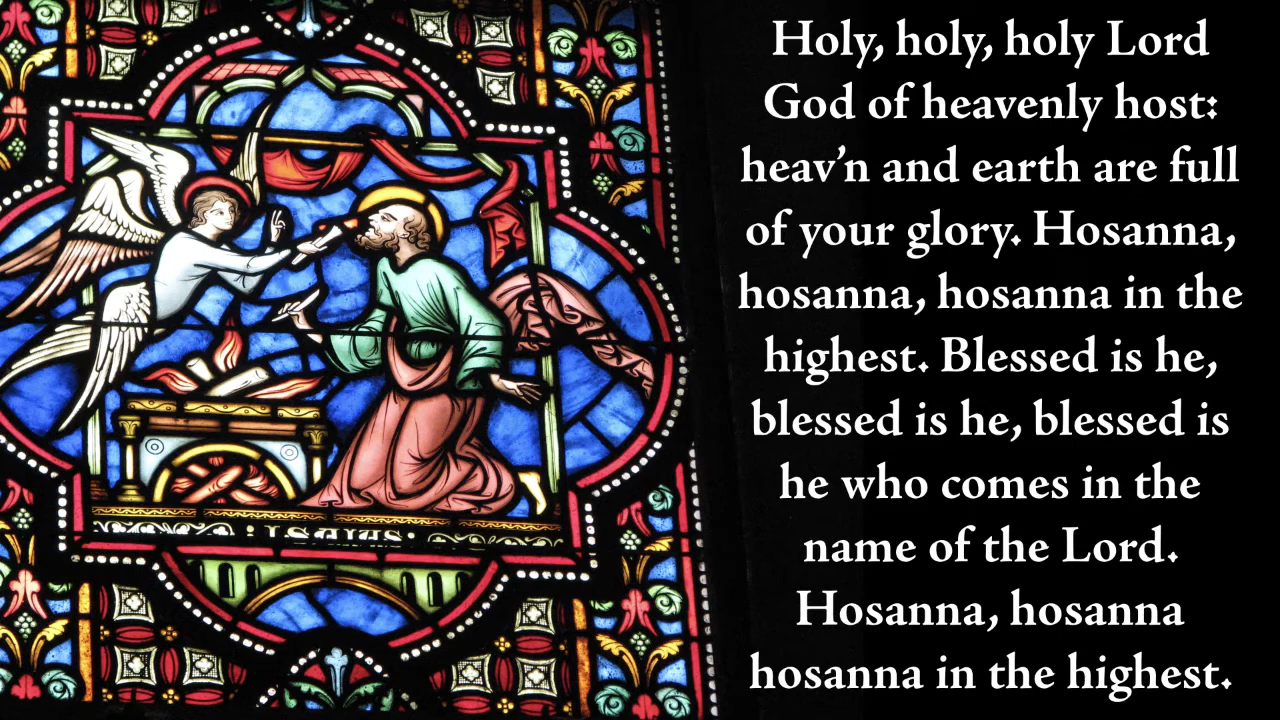 Holy, holy, holy Lord
God of heavenly host:
heav’n and earth are full
of your glory. Hosanna,
hosanna, hosanna in the
highest. Blessed is he,
blessed is he, blessed is
he who comes in the
name of the Lord.
Hosanna, hosanna
hosanna in the highest.